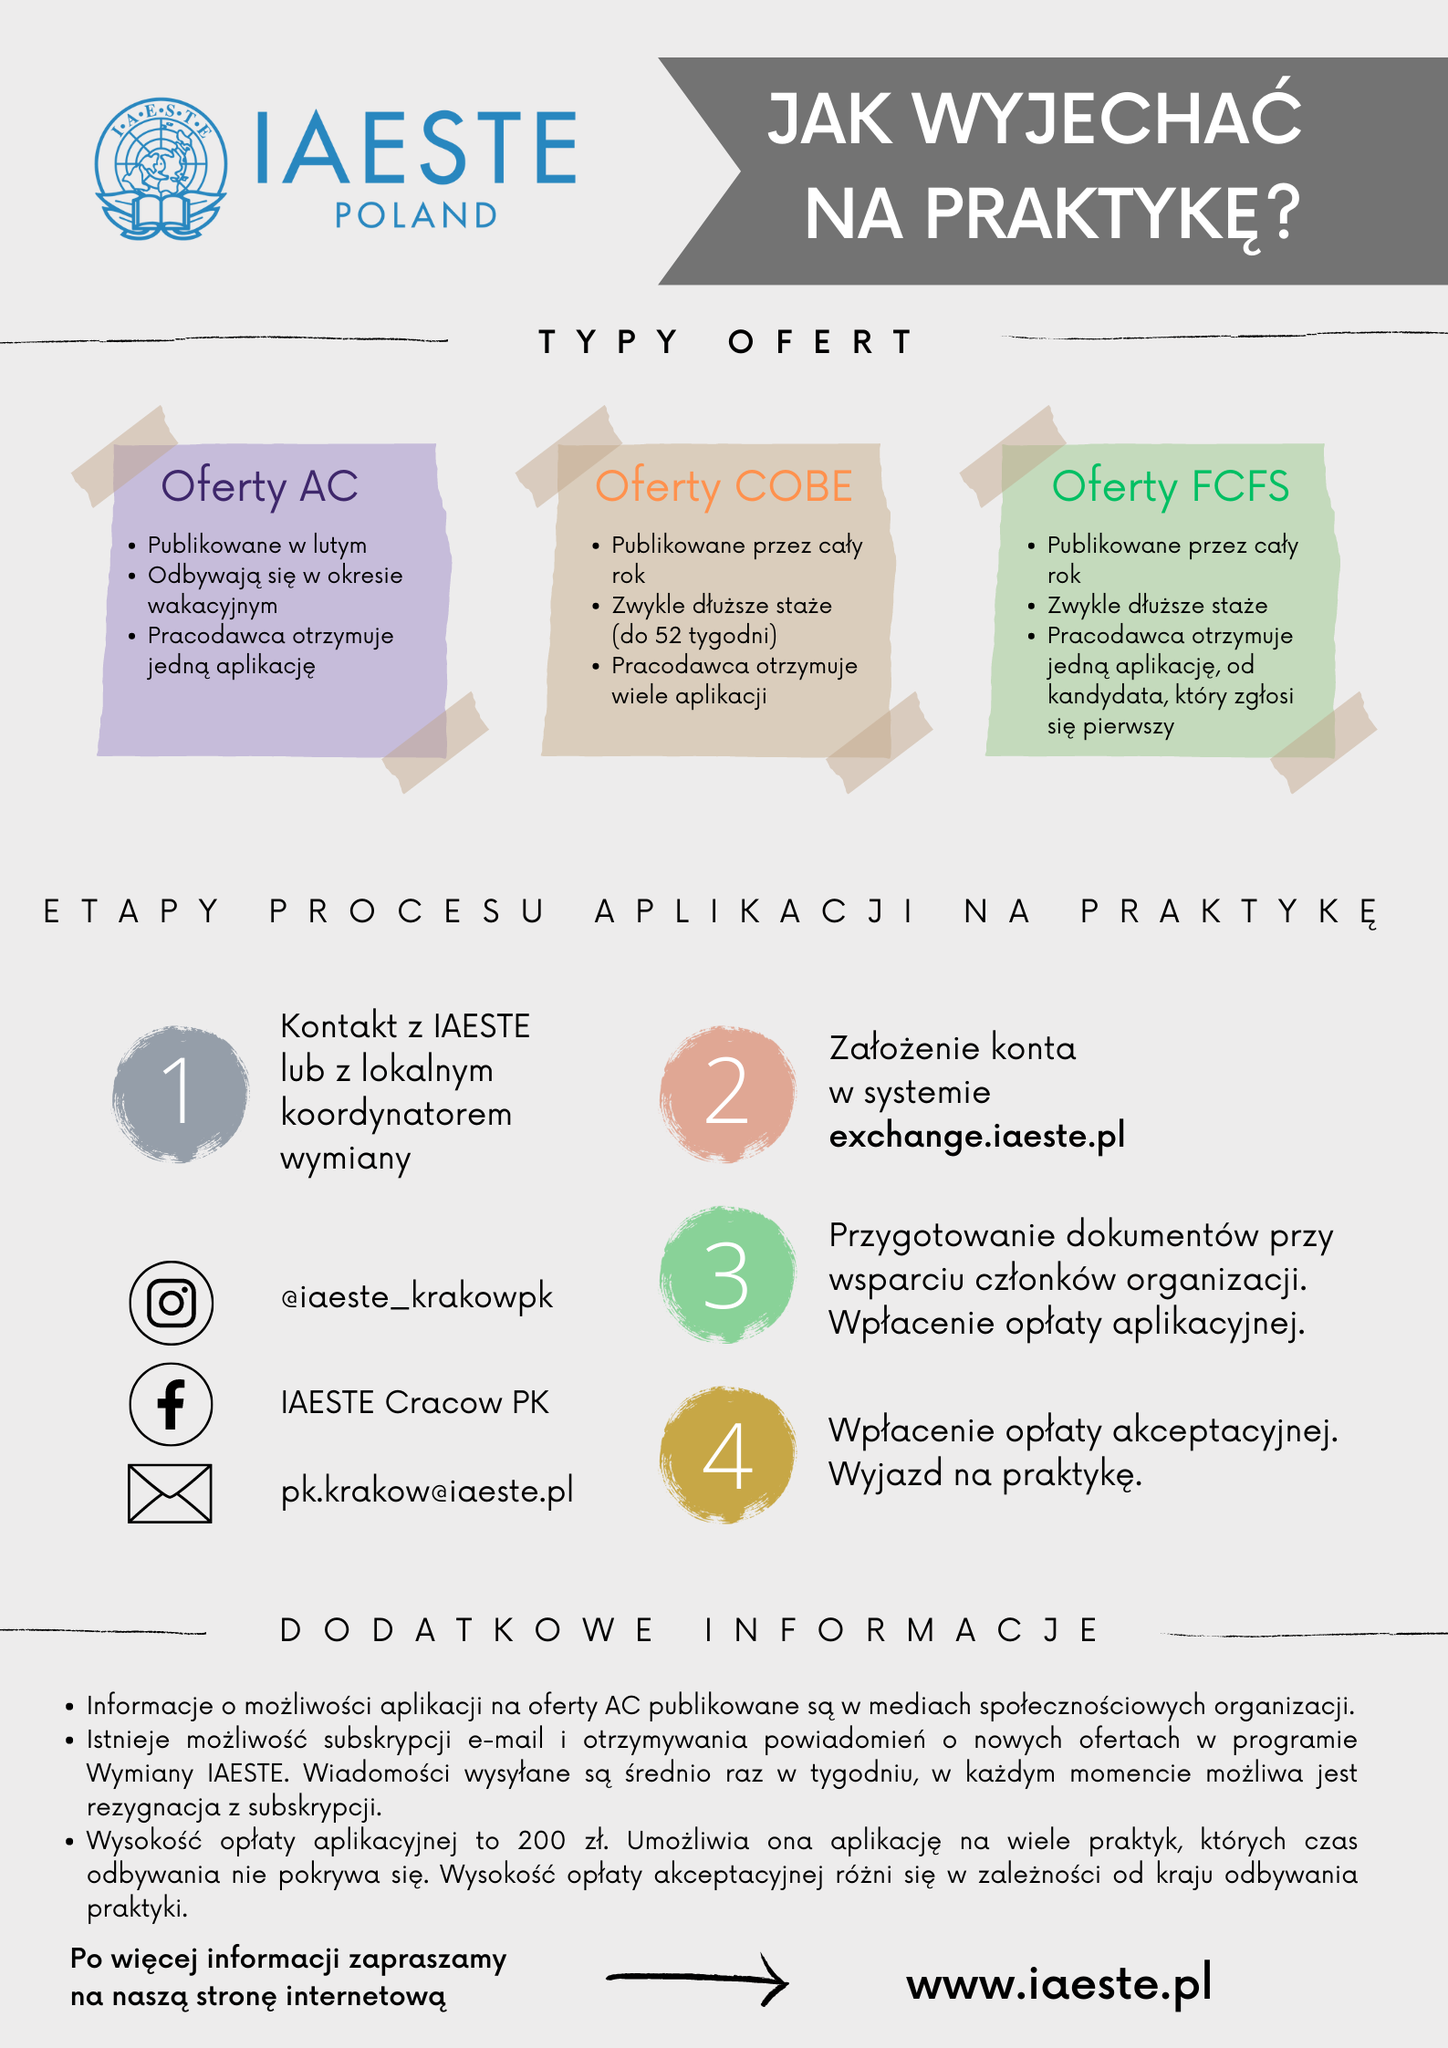 I·A·E·S·T·E
IAESTE
POLAND
JAK WYJECHAĆ
NA PRAKTYKĘ?
TYPY OFERT
Oferty AC
• Publikowane w lutym
• Odbywają się w okresie
wakacyjnym
• Pracodawca otrzymuje
jedną aplikację
Oferty COBE
• Publikowane przez cały
rok
• Zwykle dłuższe staże
(do 52 tygodni)
• Pracodawca otrzymuje
wiele aplikacji
Oferty FCFS
• Publikowane przez cały
rok
• Zwykle dłuższe staże
• Pracodawca otrzymuje
jedną aplikację, od
kandydata, który zgłosi
się pierwszy
ETAPY PROCESU APLIKACJI NA PRAKTYKĘ
1
Kontakt z IAESTE
lub z lokalnym
koordynatorem
wymiany
@iaeste_krakowpk
IAESTE Cracow PK
pk.krakow@iaeste.pl
2
Założenie konta
w systemie
exchange.iaeste.pl
3
Przygotowanie dokumentów przy
wsparciu członków organizacji.
Wpłacenie opłaty aplikacyjnej.
4
Wpłacenie opłaty akceptacyjnej.
Wyjazd na praktykę.
DODATKOWE INFORMACJE
• Informacje o możliwości aplikacji na oferty AC publikowane są w mediach społecznościowych organizacji.
• Istnieje możliwość subskrypcji e-mail i otrzymywania powiadomień o nowych ofertach w programie
Wymiany IAESTE. Wiadomości wysyłane są średnio raz w tygodniu, w każdym momencie możliwa jest
rezygnacja z subskrypcji.
• Wysokość opłaty aplikacyjnej to 200 zł. Umożliwia ona aplikację na wiele praktyk, których czas
odbywania nie pokrywa się. Wysokość opłaty akceptacyjnej różni się w zależności od kraju odbywania
praktyki.
Po więcej informacji zapraszamy
na naszą stronę internetową
www.iaeste.pl